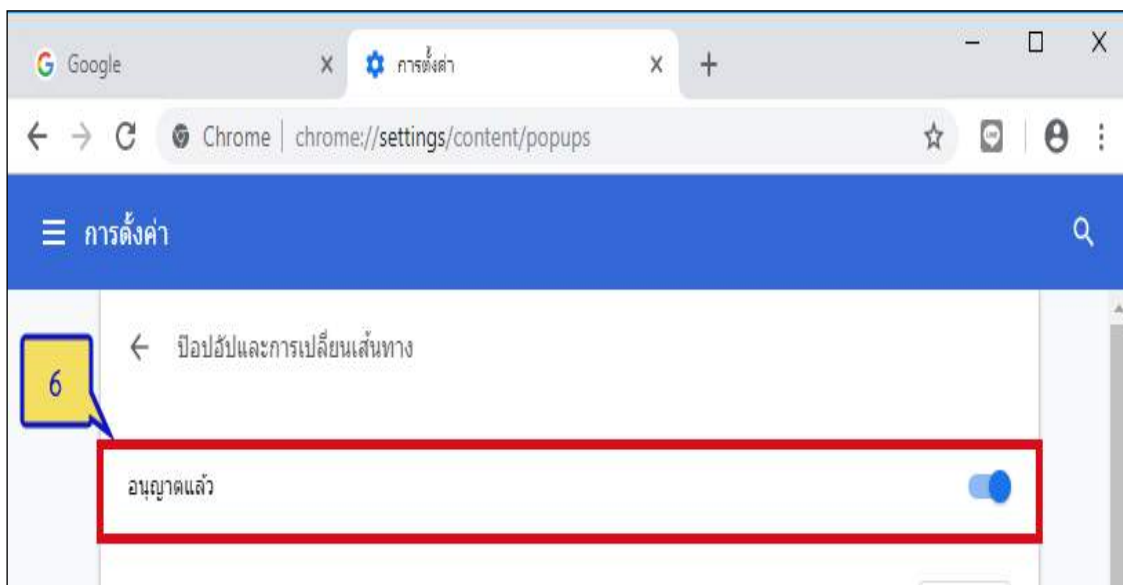 Google
การตั้งค่า
Chrome | chrome://settings/content/popups
การตั้งค่า
ป๊อปอัปและการเปลี่ยนเส้นทาง
6
อนุญาตแล้ว